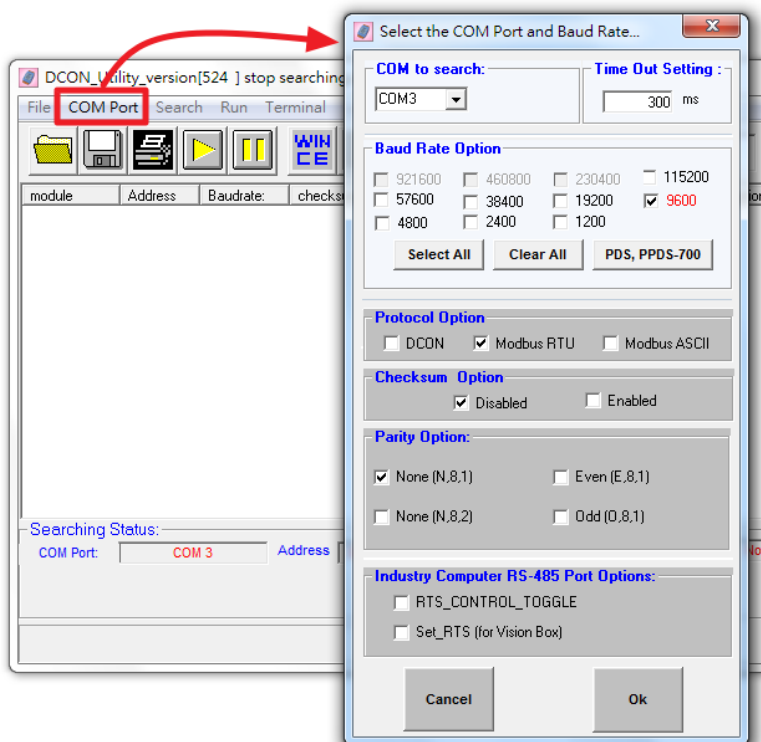 Select the COM Port and Baud Rate...
DCON_Utility_version[524 ] stop searching
File COM Port Search Run Terminal
WIN
CE
module Address Baudrate: checks
Searching Status:
COM Port: COM 3 Address
COM to search: Time Out Setting :
COM3 300 ms
Baud Rate Option
921600 460800 230400 115200
57600 38400 19200 9600
4800 2400 1200
Select All Clear All PDS, PPDS-700
Protocol Option
DCON Modbus RTU Modbus ASCII
Checksum Option
Disabled Enabled
Parity Option:
None (N,8,1) Even (E,8,1)
None (N,8,2) Odd (O,8,1)
Industry Computer RS-485 Port Options:
RTS_CONTROL_TOGGLE
Set_RTS (for Vision Box)
Cancel Ok